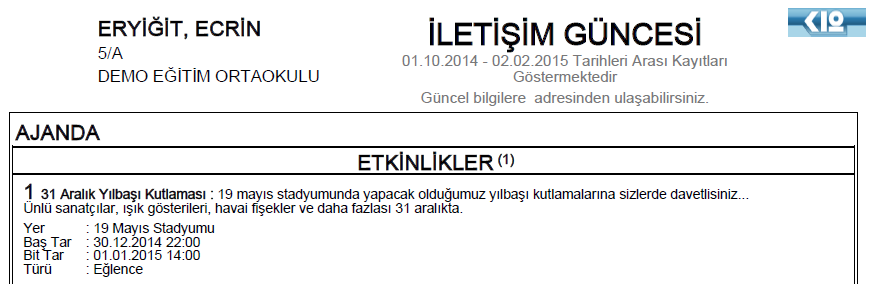 ERYİĞİT, ECRİN
5/A
DEMO EĞİTİM ORTAOKULU
İLETİŞİM GÜNCESİ
01.10.2014 - 02.02.2015 Tarihleri Arası Kayıtları
Göstermektedir
Güncel bilgilere  adresinden ulaşabilirsiniz.
K12
AJANDA
ETKİNLİKLER (1)
1 31 Aralık Yılbaşı Kutlaması : 19 mayıs stadyumunda yapacak olduğumuz yılbaşı kutlamalarına sizlerde davetlisiniz...
Ünlü sanatçılar, ışık gösterileri, havai fişekler ve daha fazlası 31 aralıkta.
Yer : 19 Mayıs Stadyumu
Baş Tar : 30.12.2014 22:00
Bit Tar : 01.01.2015 14:00
Türü : Eğlence